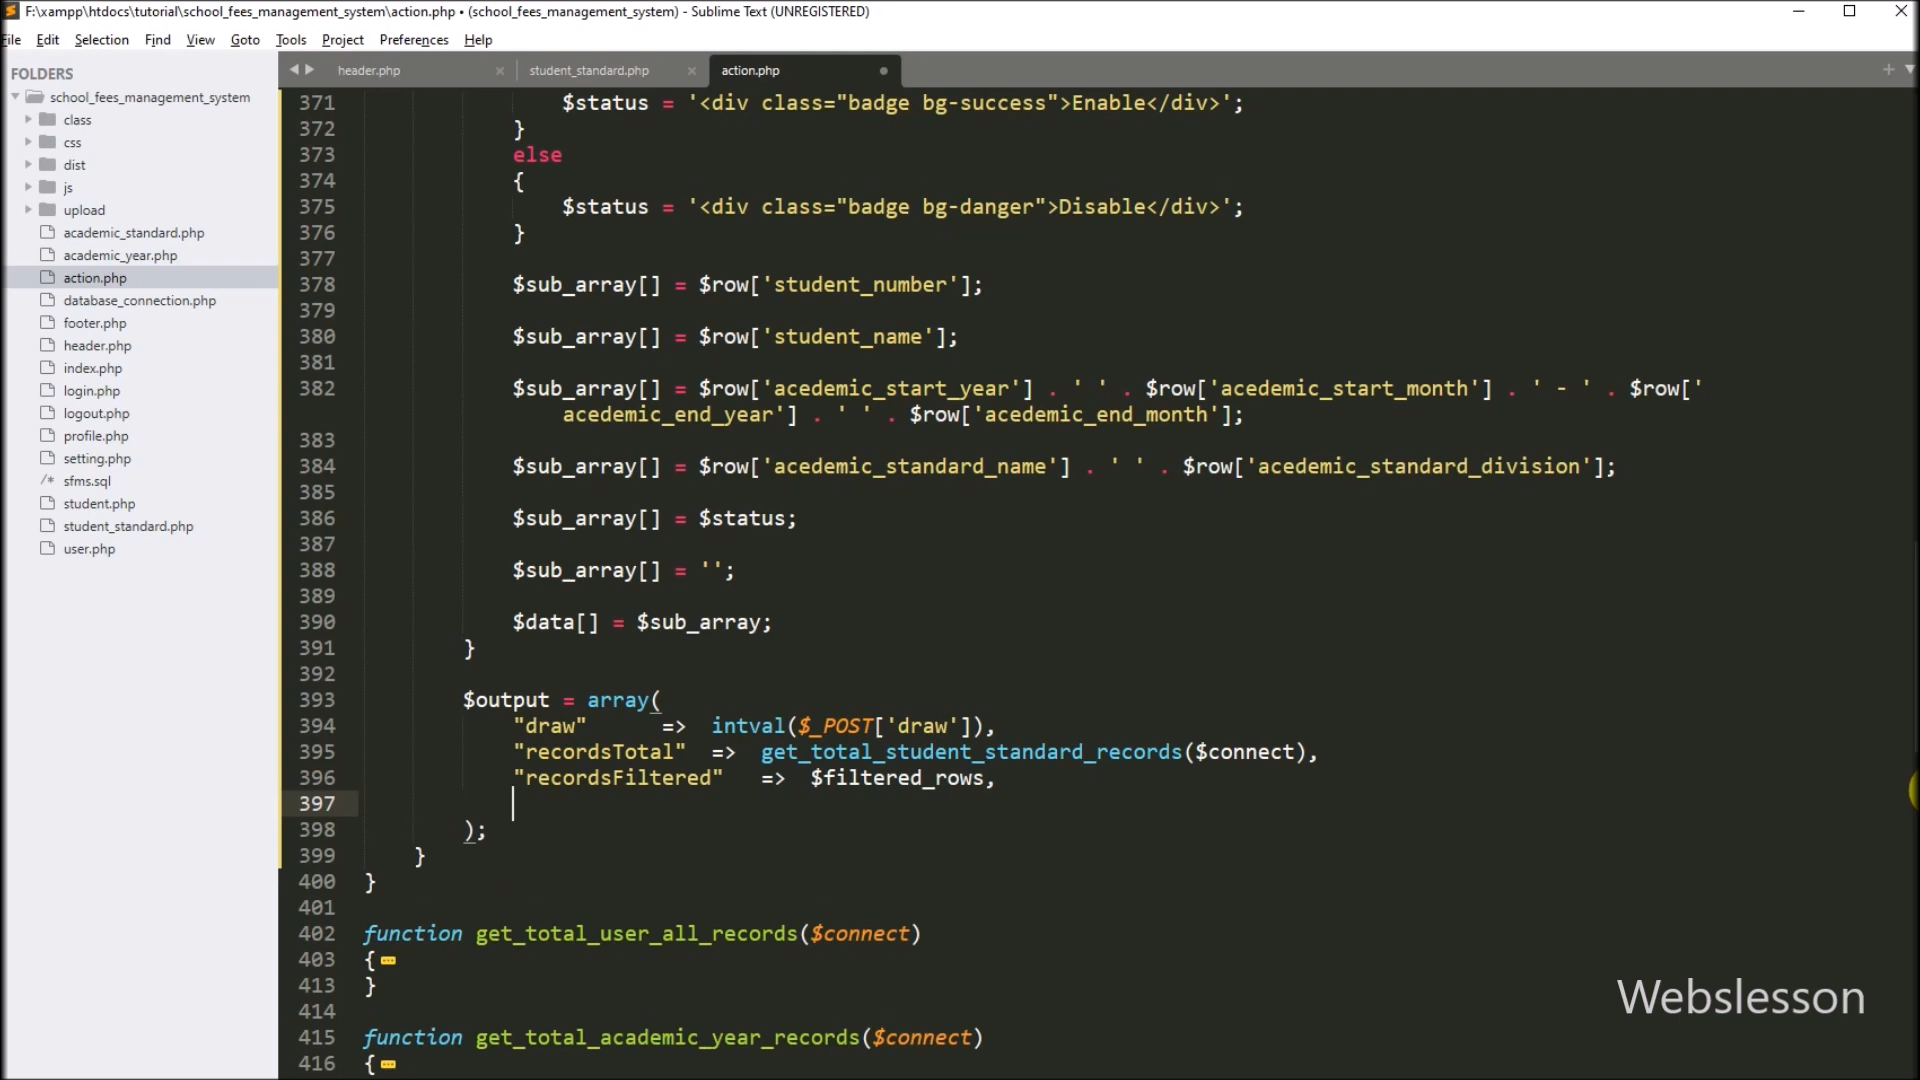 F:\xampp\htdocs\tutorial\school_fees_management_system\action.php • (school_fees_management_system) - Sublime Text (UNREGISTERED)
File Edit Selection Find View Goto Tools Project Preferences Help
FOLDERS
school_fees_management_system
class
css
dist
js
upload
academic_standard.php
academic_year.php
action.php
database_connection.php
footer.php
header.php
index.php
login.php
logout.php
profile.php
setting.php
/* sfms.sql
student.php
student_standard.php
user.php
header.php × student_standard.php × action.php
371 $status = '<div class="badge bg-success">Enable</div>';
372 }
373 else
374 {
375 $status = '<div class="badge bg-danger">Disable</div>';
376 }
377
378 $sub_array[] = $row['student_number'];
379
380 $sub_array[] = $row['student_name'];
381
382 $sub_array[] = $row['acedemic_start_year'] . ' ' . $row['acedemic_start_month'] . ' - ' . $row['
acedemic_end_year'] . ' ' . $row['acedemic_end_month'];
383
384 $sub_array[] = $row['acedemic_standard_name'] . ' ' . $row['acedemic_standard_division'];
385
386 $sub_array[] = $status;
387
388 $sub_array[] = '';
389
390 $data[] = $sub_array;
391 }
392
393 $output = array(
394 "draw" => intval($_POST['draw']),
395 "recordsTotal" => get_total_student_standard_records($connect),
396 "recordsFiltered" => $filtered_rows,
397
398 );
399 }
400 }
401
402 function get_total_user_all_records($connect)
403 {
413 }
414
415 function get_total_academic_year_records($connect)
416 {
Webslesson